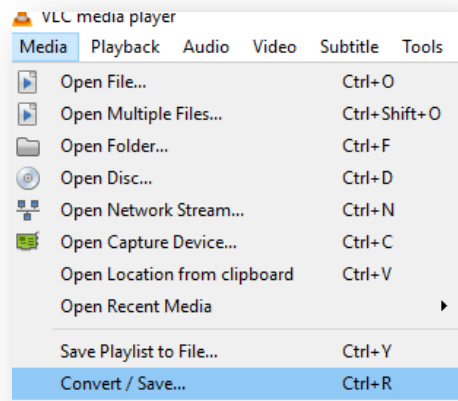 VLC media player
Media Playback Audio Video Subtitle Tools
Open File... Ctrl+O
Open Multiple Files... Ctrl+Shift+O
Open Folder... Ctrl+F
Open Disc... Ctrl+D
Open Network Stream... Ctrl+N
Open Capture Device... Ctrl+C
Open Location from clipboard Ctrl+V
Open Recent Media
Save Playlist to File... Ctrl+Y
Convert / Save... Ctrl+R